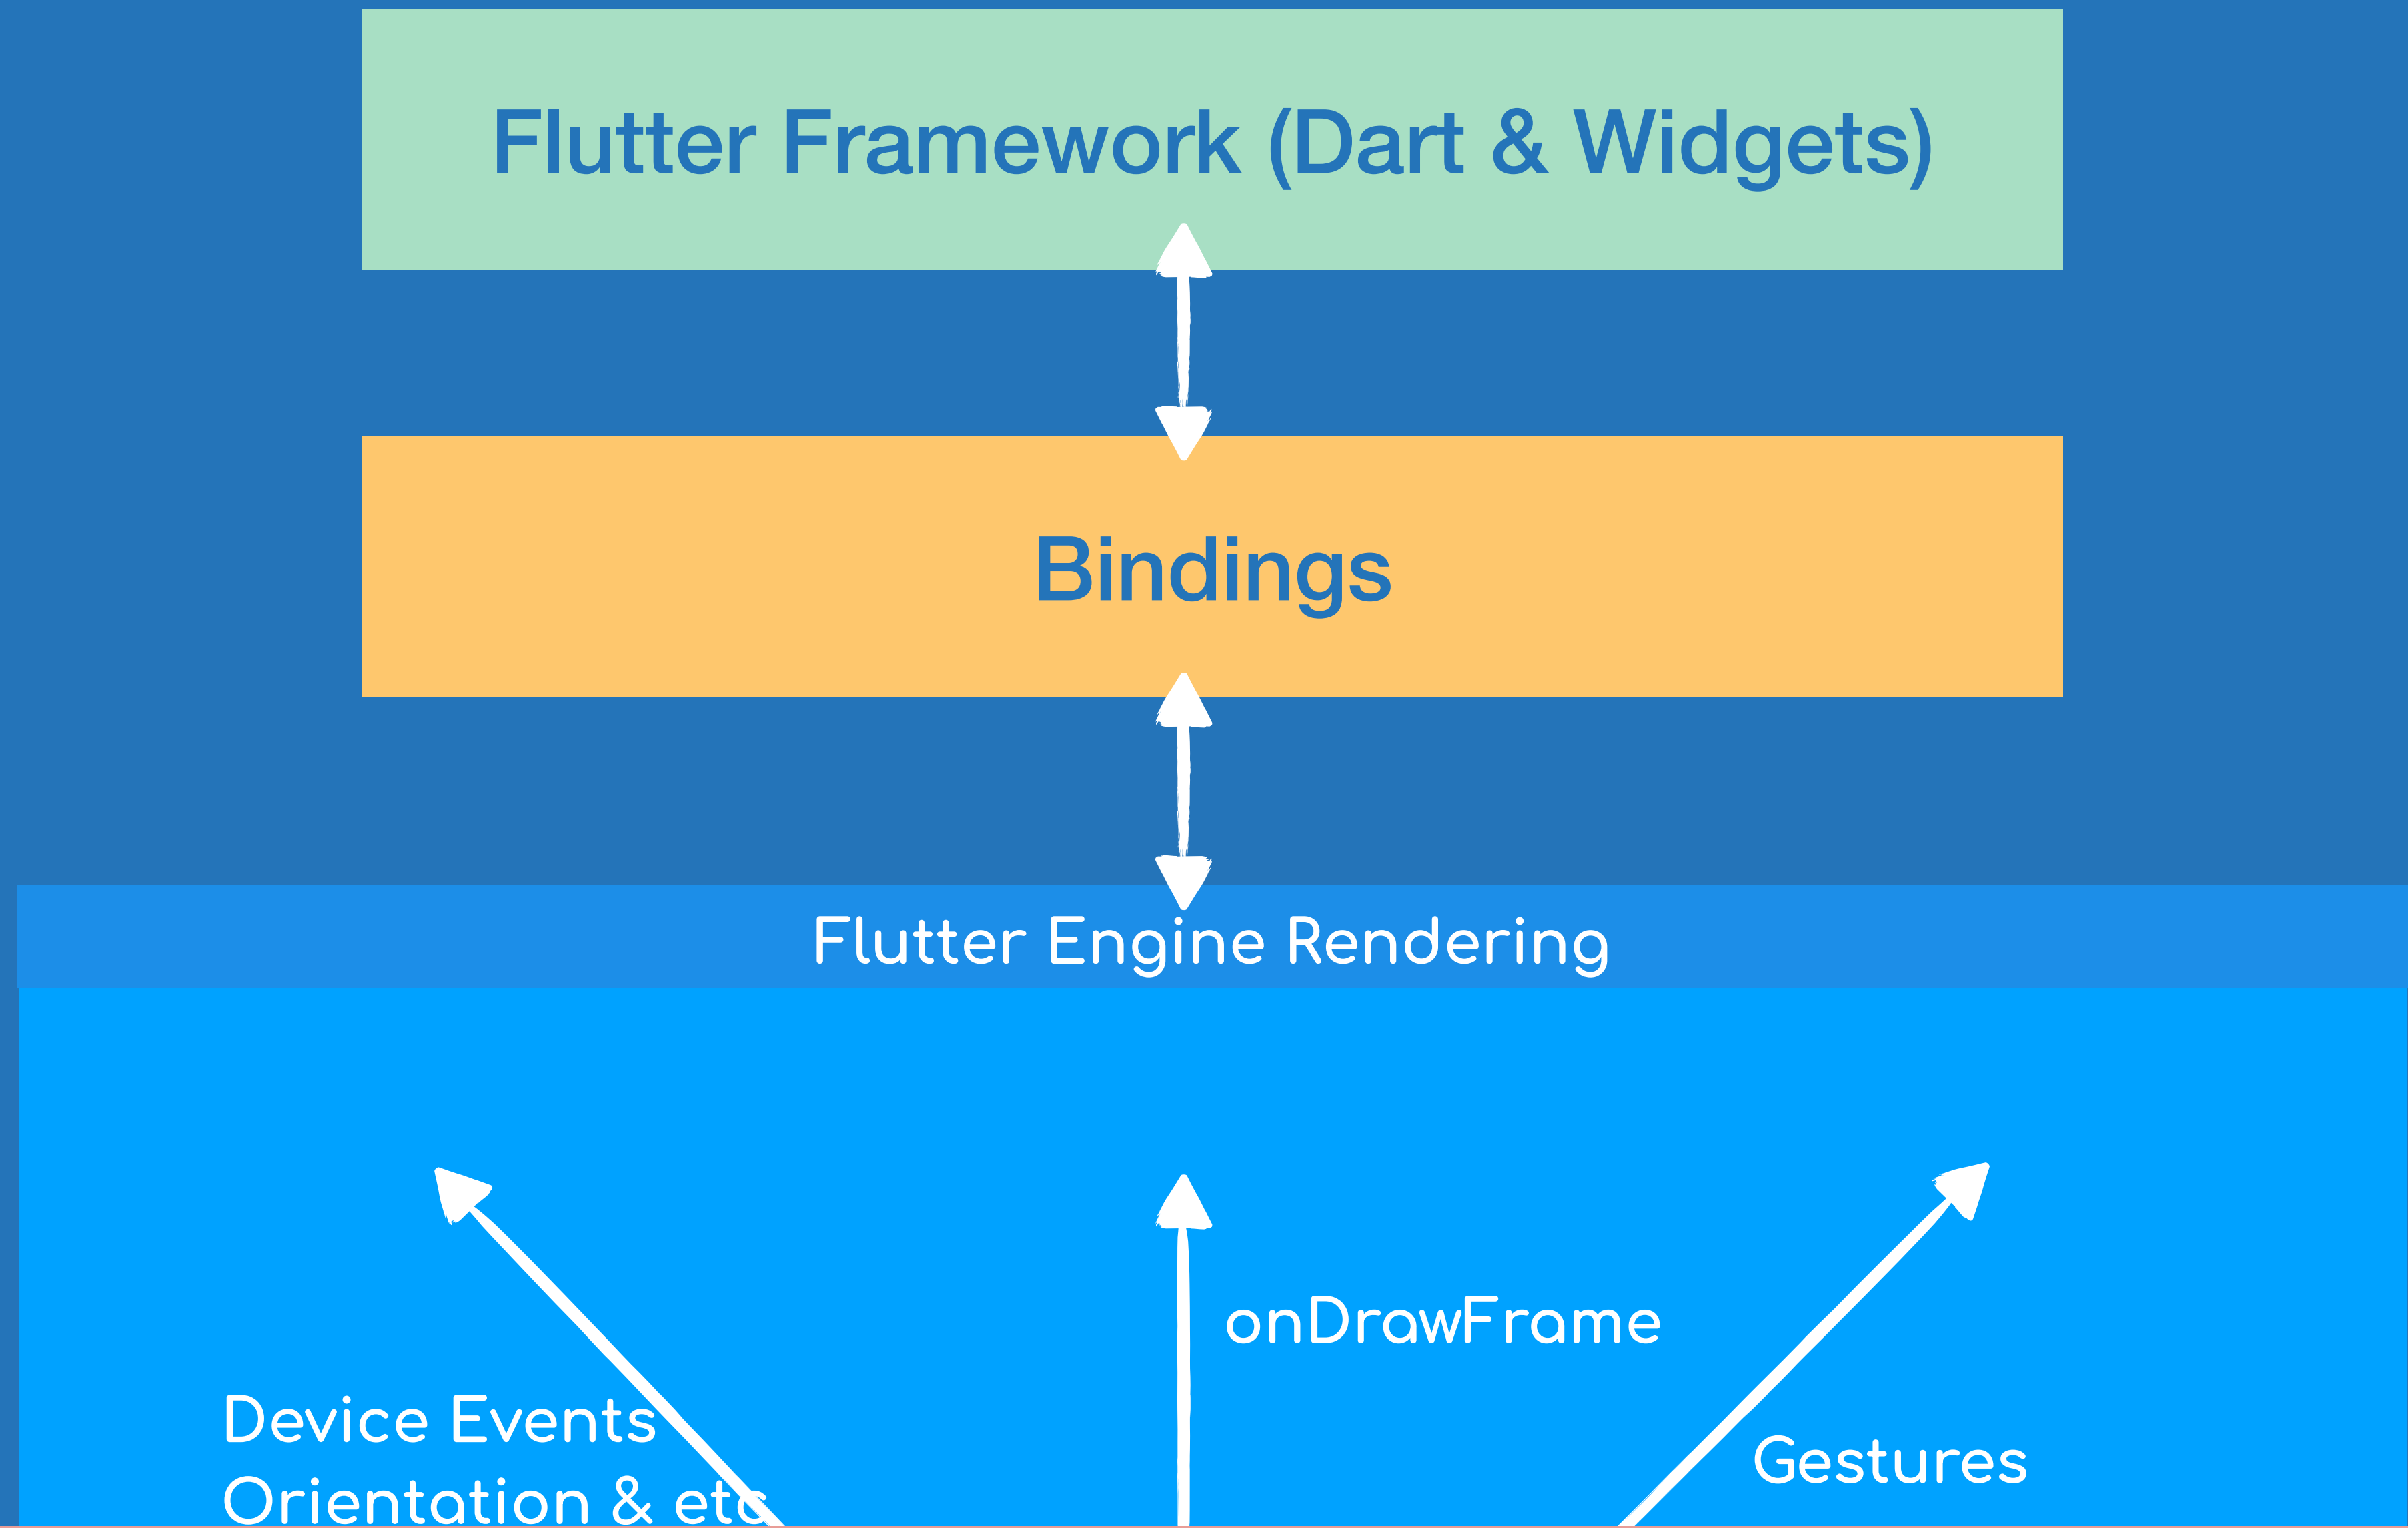 Flutter Framework (Dart & Widgets)
Bindings
Flutter Engine Rendering
onDrawFrame
Device Events
Orientation & etc
Gestures